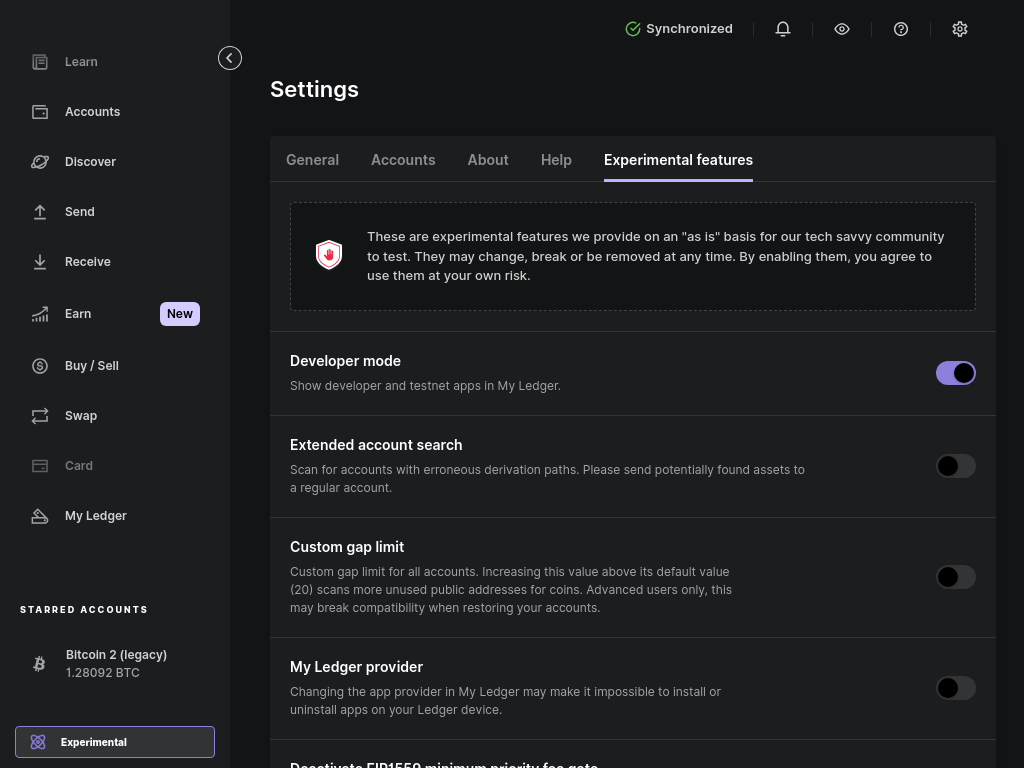 Learn
Accounts
Discover
Send
Receive
Earn
New
Buy / Sell
Swap
Card
My Ledger
STARRED ACCOUNTS
Bitcoin 2 (legacy)
1.28092 BTC
Experimental
Synchronized
Settings
General
Accounts
About
Help
Experimental features
These are experimental features we provide on an "as is" basis for our tech savvy community
to test. They may change, break or be removed at any time. By enabling them, you agree to
use them at your own risk.
Developer mode
Show developer and testnet apps in My Ledger.
Extended account search
Scan for accounts with erroneous derivation paths. Please send potentially found assets to
a regular account.
Custom gap limit
Custom gap limit for all accounts. Increasing this value above its default value
(20) scans more unused public addresses for coins. Advanced users only, this
may break compatibility when restoring your accounts.
My Ledger provider
Changing the app provider in My Ledger may make it impossible to install or
uninstall apps on your Ledger device.
Deactivate EIP1559 minimum priority fee gate